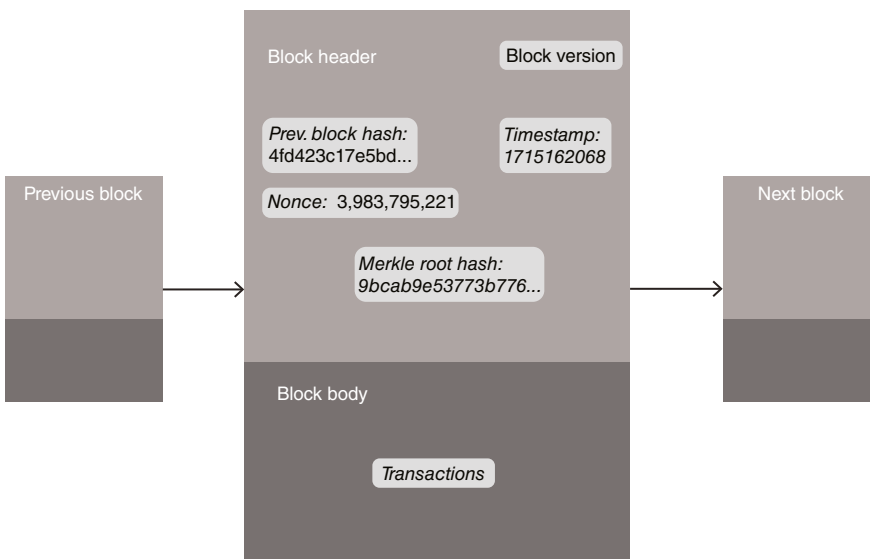 Previous block
Block header
Block version
Prev. block hash:
4fd423c17e5bd...
Timestamp:
1715162068
Nonce: 3,983,795,221
Merkle root hash:
9bcab9e53773b776...
Block body
Transactions
Next block